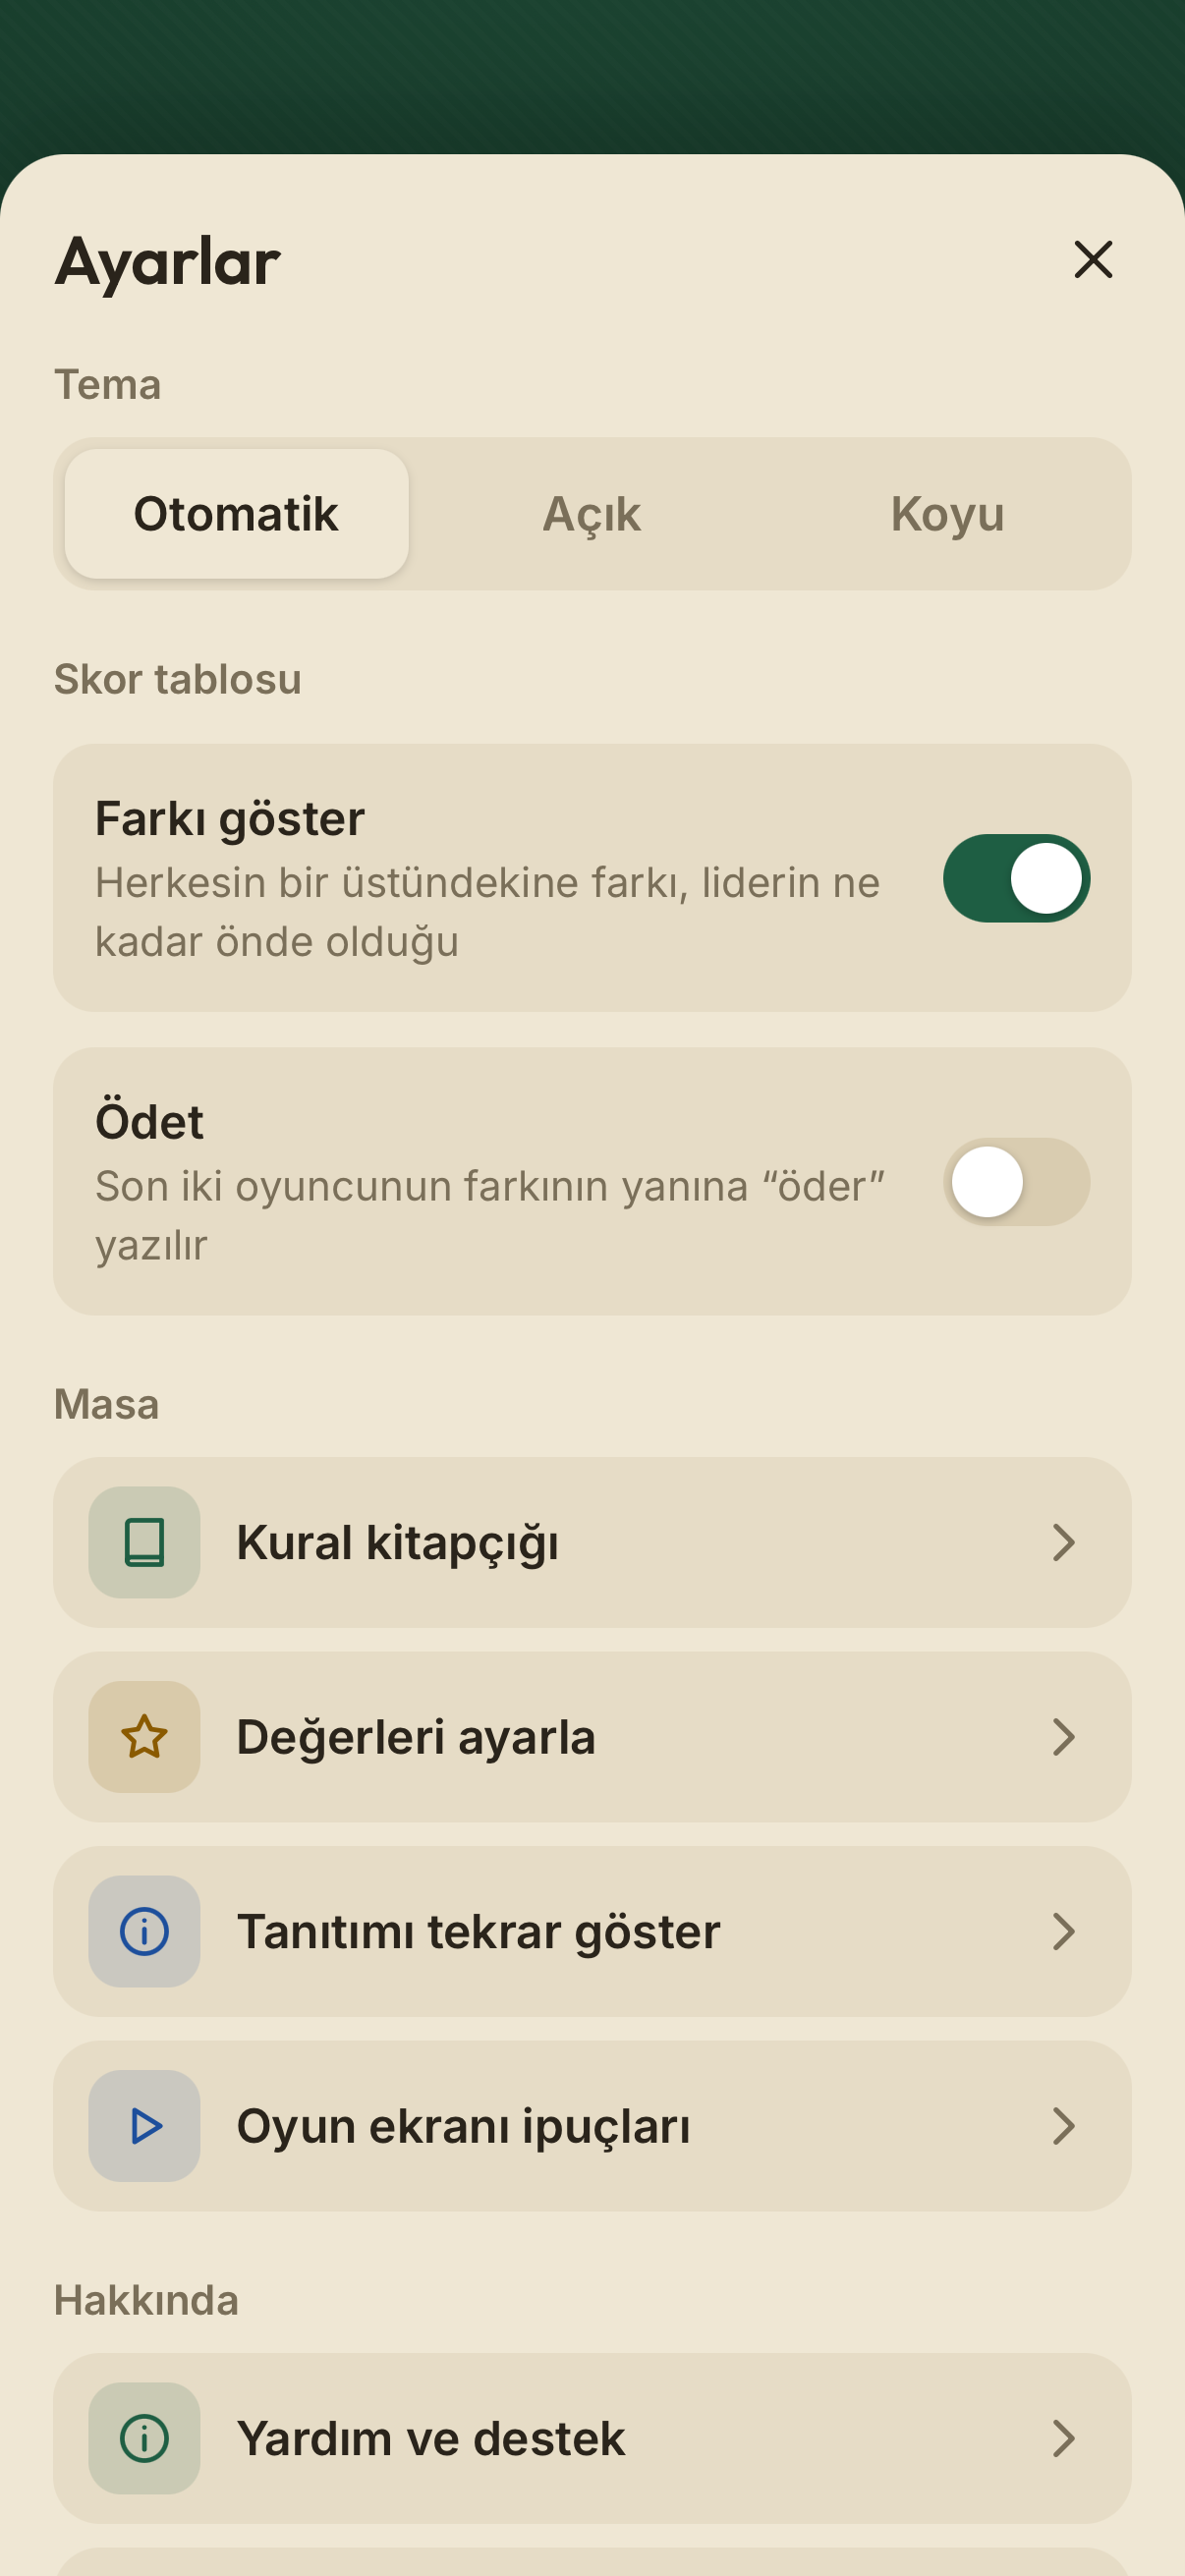 Ayarlar
Tema
Otomatik
Açık
Koyu
Skor tablosu
Farkı göster
Herkesin bir üstündekine farkı, liderin ne
kadar önde olduğu
Ödet
Son iki oyuncunun farkının yanına “öder”
yazılır
Masa
Kural kitapçığı
Değerleri ayarla
Tanıtımı tekrar göster
Oyun ekranı ipuçları
Hakkında
Yardım ve destek